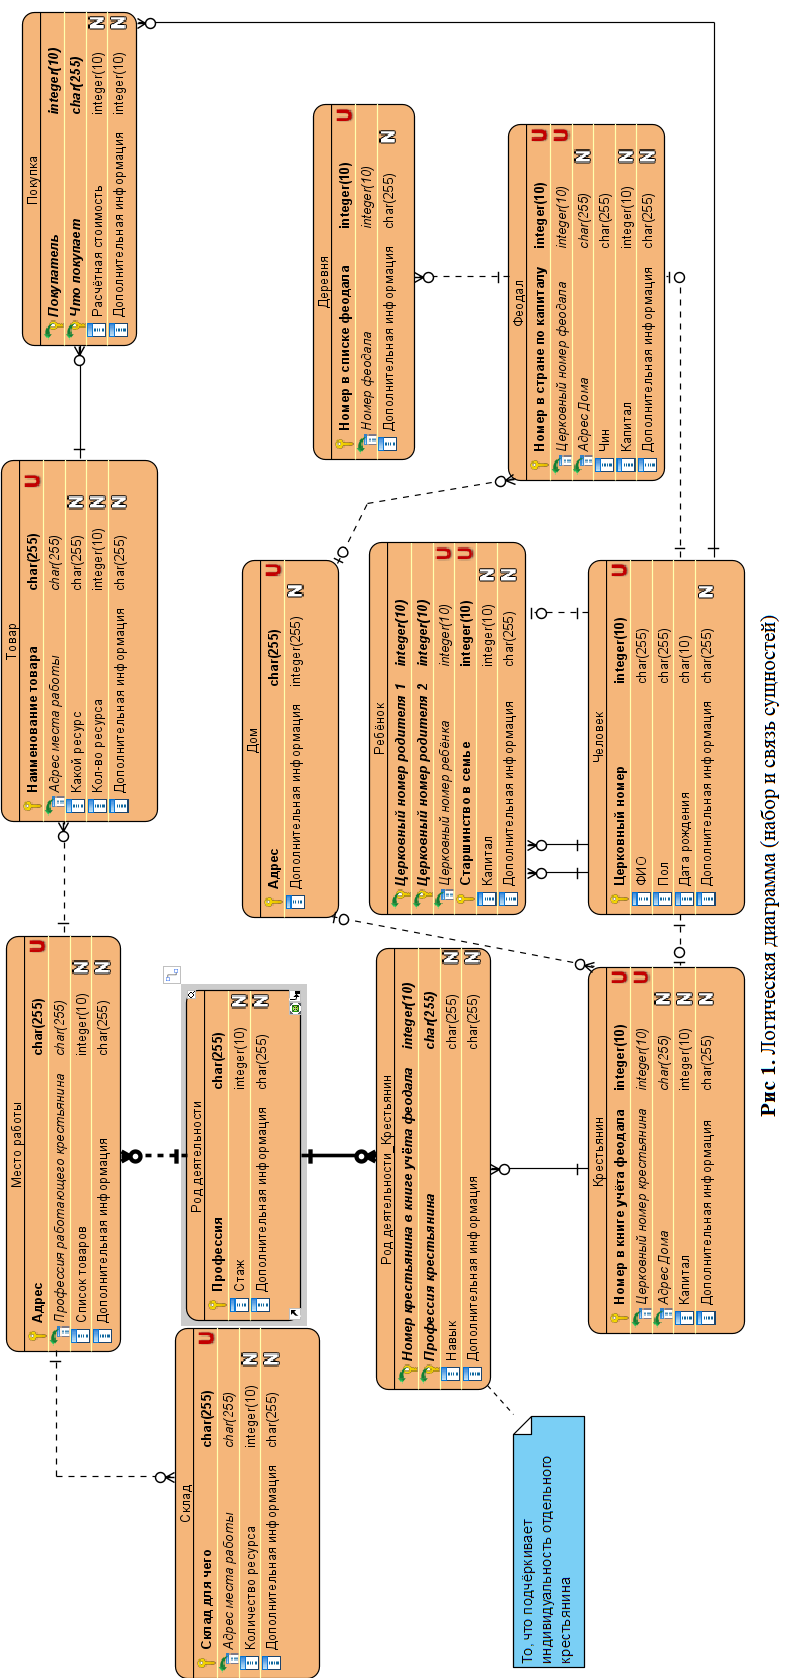 Покупка
Покупатель integer(10)
Что покупает char(255)
Расчётная стоимость integer(10) N
Дополнительная информация integer(10) N
Товар
Наименование товара char(255) U
Адрес места работы char(255)
Какой ресурс char(255) N
Кол-во ресурса integer(10) N
Дополнительная информация char(255) N
Место работы
Адрес char(255) U
Профессия работающего крестьянина char(255)
Список товаров integer(10) N
Дополнительная информация char(255) N
Склад
Склад для чего char(255) U
Адрес места работы char(255)
Количество ресурса integer(10) N
Дополнительная информация char(255) N
Род деятельности
Профессия char(255)
Стаж integer(10) N
Дополнительная информация char(255) N
Деревня
Номер в списке феодала integer(10) U
Номер феодала integer(10)
Дополнительная информация char(255) N
Дом
Адрес char(255) U
Дополнительная информация integer(255) N
Род деятельности_Крестьянин
Номер крестьянина в книге учёта феодала integer(10)
Профессия крестьянина char(255)
Навык char(255) N
Дополнительная информация char(255) N
Ребёнок
Церковный номер родителя 1 integer(10)
Церковный номер родителя 2 integer(10)
Церковный номер ребёнка integer(10) U
Старшинство в семье integer(10) U
Капитал integer(10) N
Дополнительная информация char(255) N
Феодал
Номер в стране по капиталу integer(10) U
Церковный номер феодала integer(10) U
Адрес Дома char(255) N
Чин char(255)
Капитал integer(10) N
Дополнительная информация char(255) N
Человек
Церковный номер integer(10) U
ФИО char(255)
Пол char(255)
Дата рождения char(10)
Дополнительная информация char(255) N
Крестьянин
Номер в книге учёта феодала integer(10) U
Церковный номер крестьянина integer(10) U
Адрес Дома char(255) N
Капитал integer(10) N
Дополнительная информация char(255) N
То, что подчёркивает
индивидуальность отдельного
крестьянина
Рис 1. Логическая диаграмма (набор и связь сущностей)